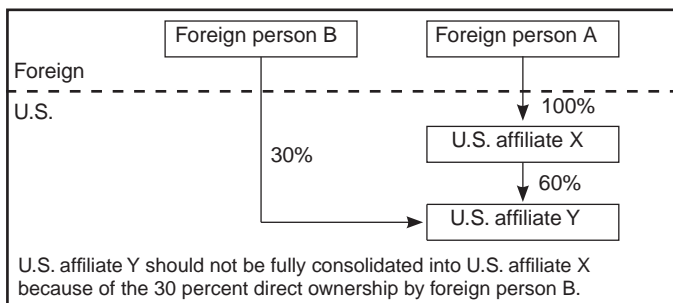 Foreign person B
Foreign person A
Foreign
U.S.
100%
U.S. affiliate X
30%
60%
U.S. affiliate Y
U.S. affiliate Y should not be fully consolidated into U.S. affiliate X
because of the 30 percent direct ownership by foreign person B.